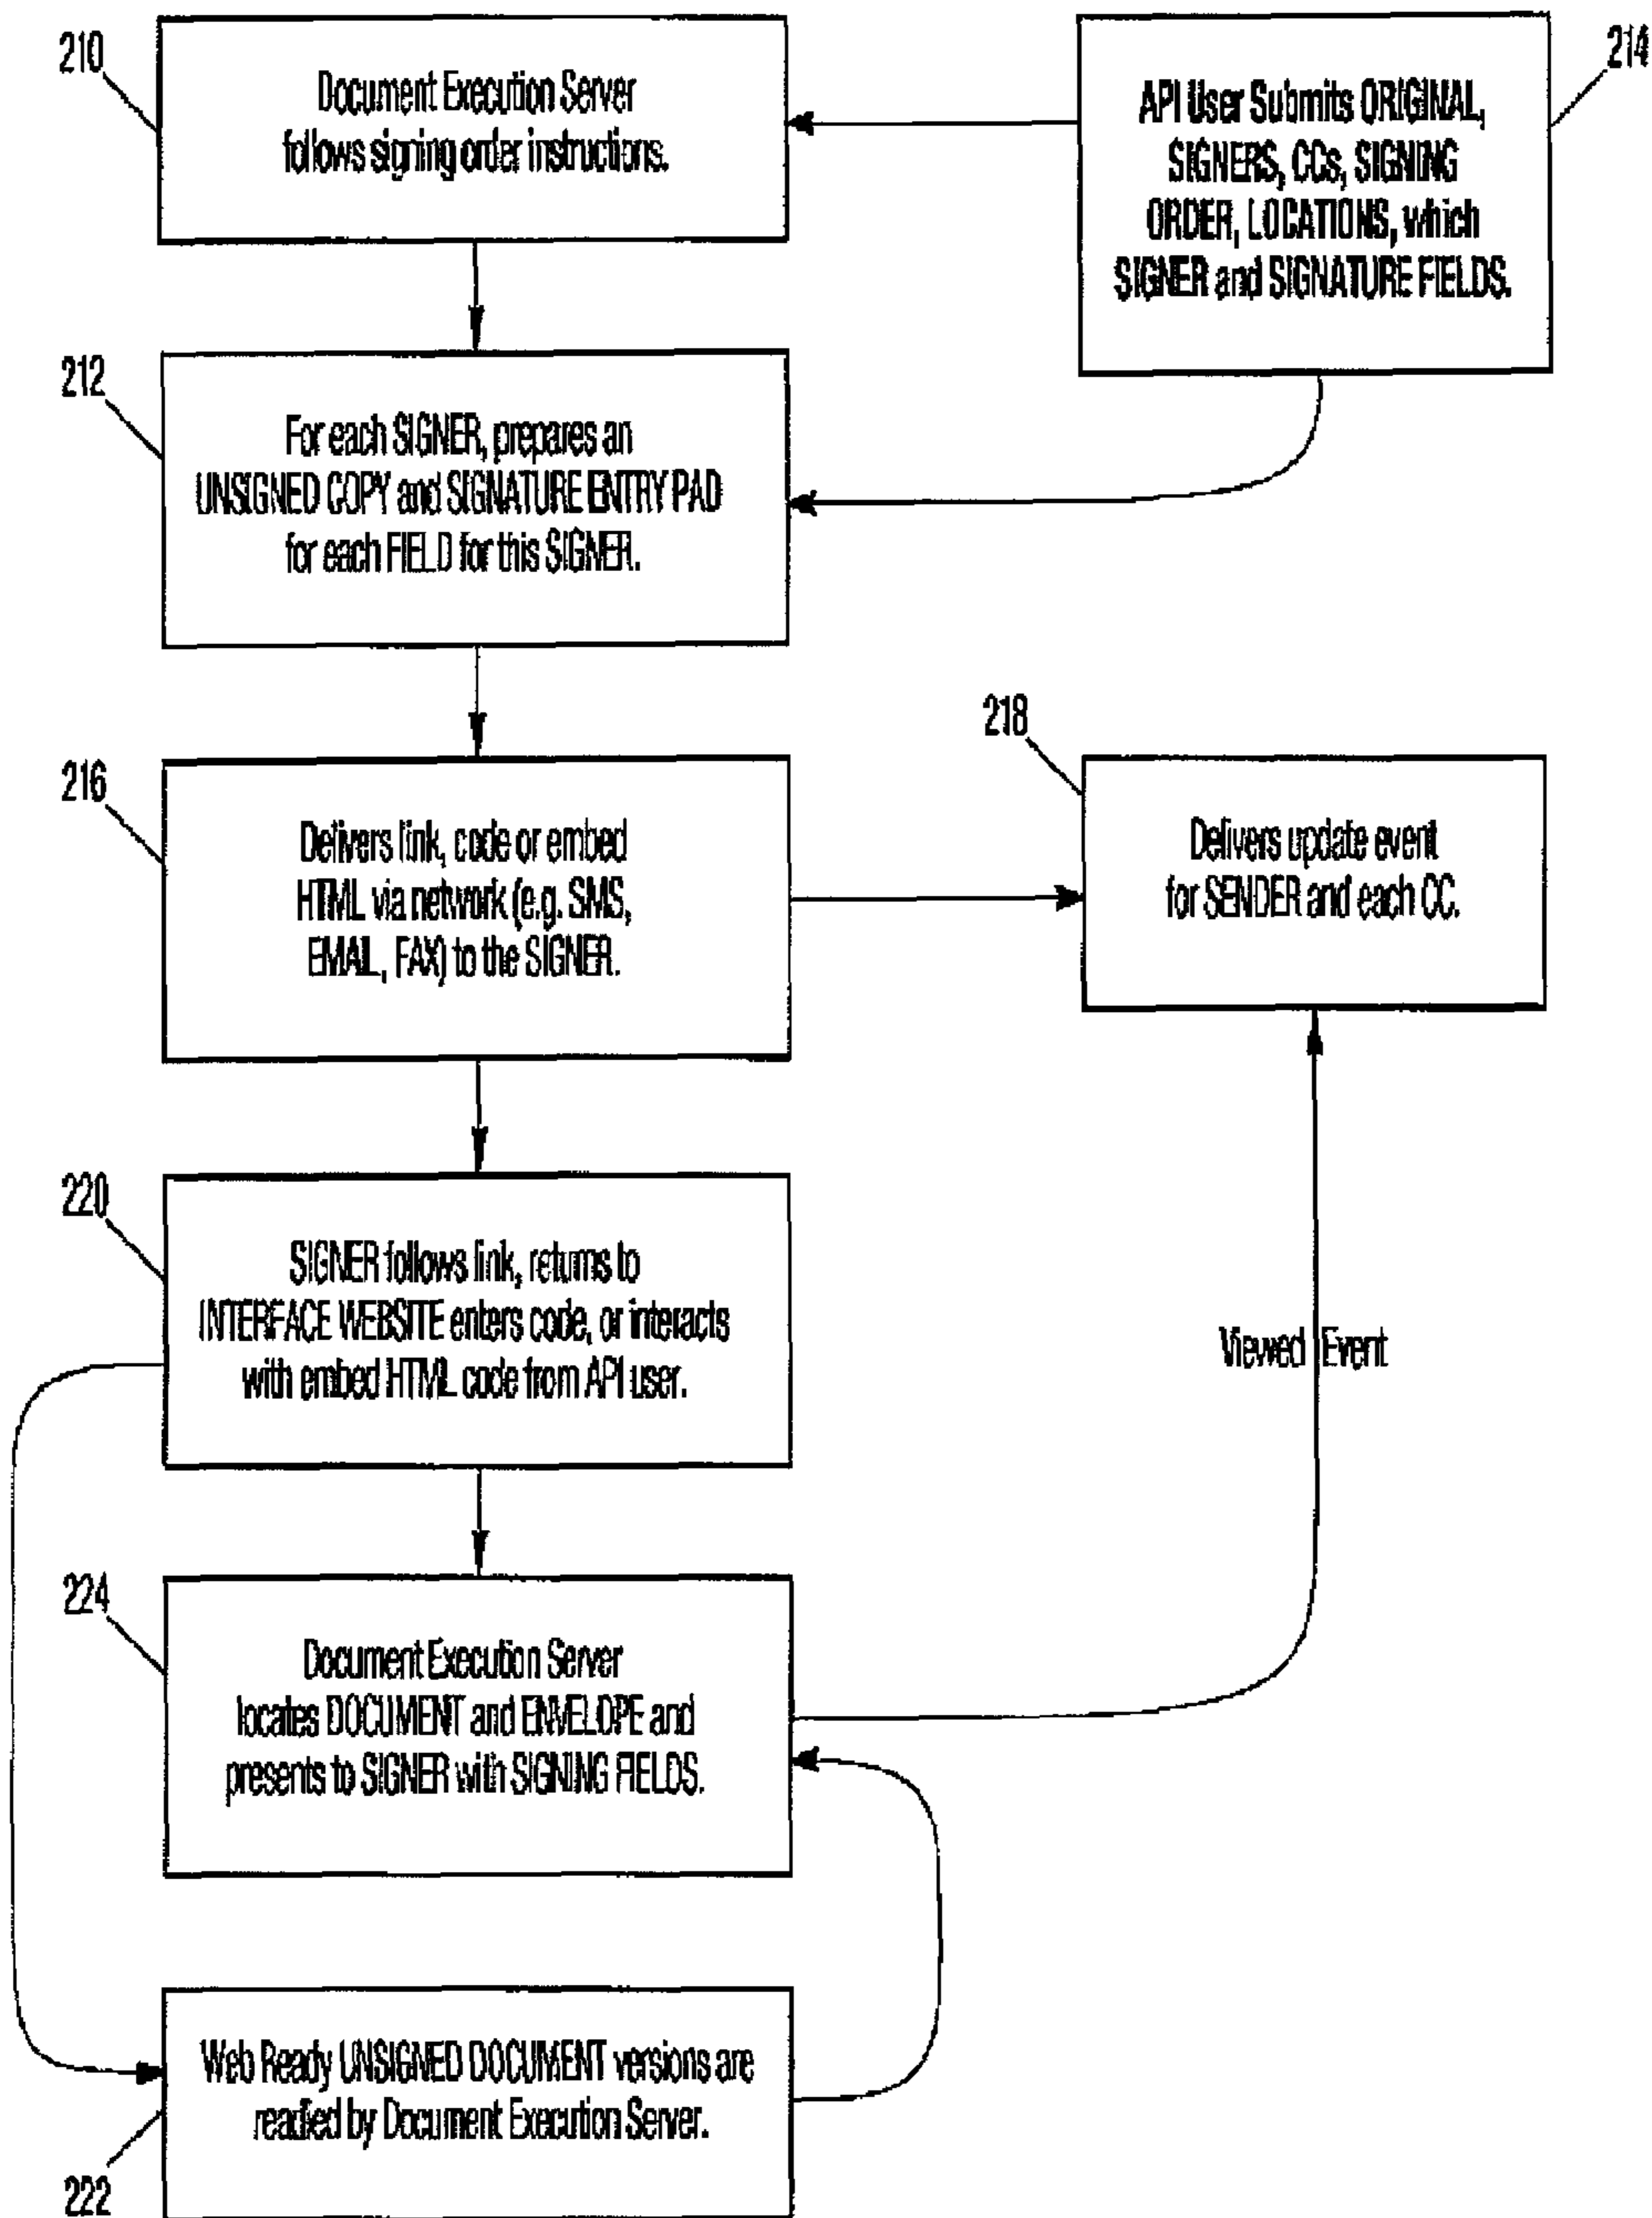 210
Document Execution Server
follows signing order instructions.
214
API User Submits ORIGINAL,
SIGNERS, CCs, SIGNING
ORDER, LOCATIONS, which
SIGNER and SIGNATURE FIELDS.
212
For each SIGNER, prepares an
UNSIGNED COPY and SIGNATURE ENTRY PAD
for each FIELD for this SIGNER.
216
Delivers link, code or embed
HTML via network (e.g. SMS,
EMAIL, FAX) to the SIGNER.
218
Delivers update event
for SENDER and each CC.
220
SIGNER follows link, returns to
INTERFACE WEBSITE enters code, or interacts
with embed HTML code from API user.
Viewed Event
224
Document Execution Server
locates DOCUMENT and ENVELOPE and
presents to SIGNER with SIGNING FIELDS.
Web Ready UNSIGNED DOCUMENT versions are
readied by Document Execution Server.
222